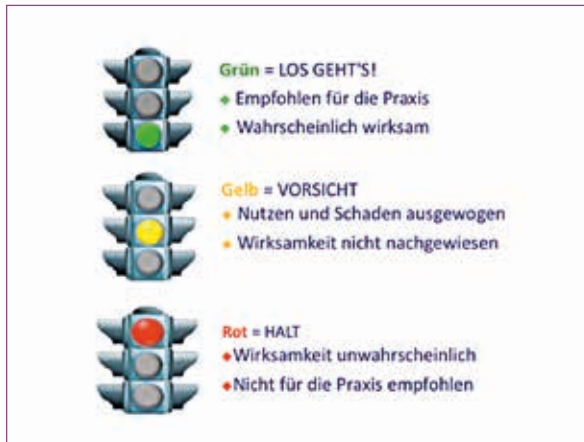 Grün = LOS GEHT'S!
◆ Empfohlen für die Praxis
◆ Wahrscheinlich wirksam
Gelb = VORSICHT
◆ Nutzen und Schaden ausgewogen
◆ Wirksamkeit nicht nachgewiesen
Rot = HALT
◆Wirksamkeit unwahrscheinlich
◆Nicht für die Praxis empfohlen